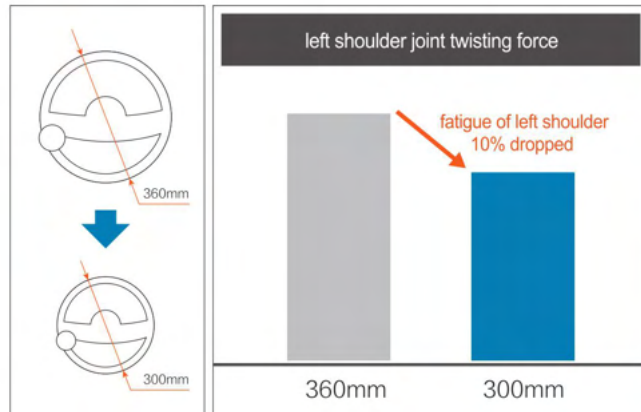 360mm
300mm
left shoulder joint twisting force
fatigue of left shoulder
10% dropped
360mm
300mm